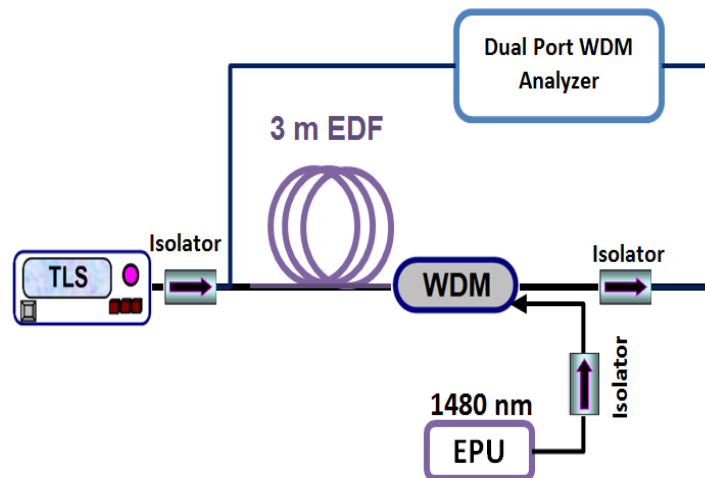 Dual Port WDM
Analyzer
3 m EDF
Isolator
TLS
WDM
Isolator
Isolator
1480 nm
EPU